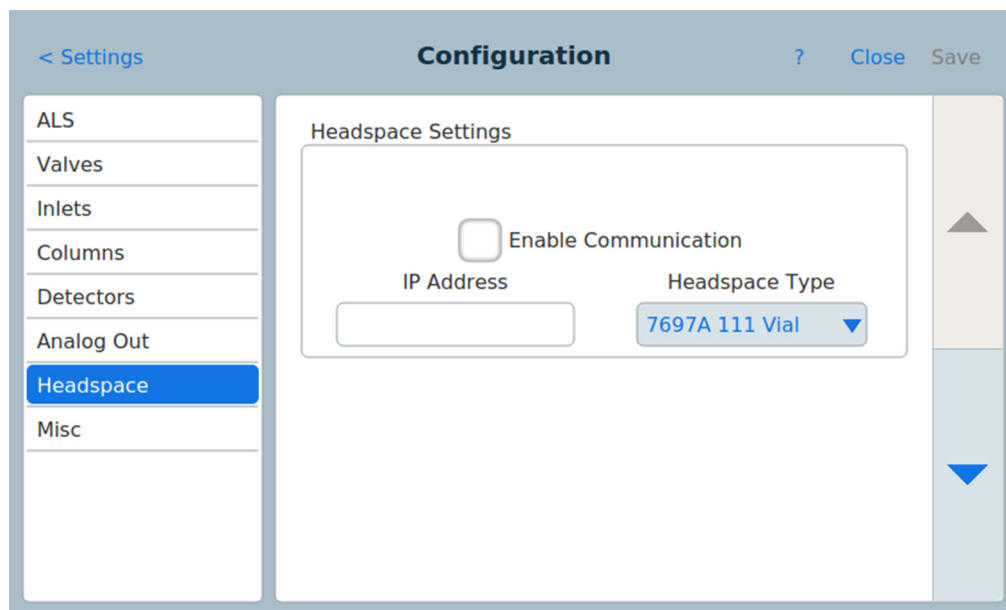 < Settings
Configuration
?
Close
Save
ALS
Valves
Inlets
Columns
Detectors
Analog Out
Headspace
Misc
Headspace Settings
Enable Communication
IP Address
Headspace Type
7697A 111 Vial